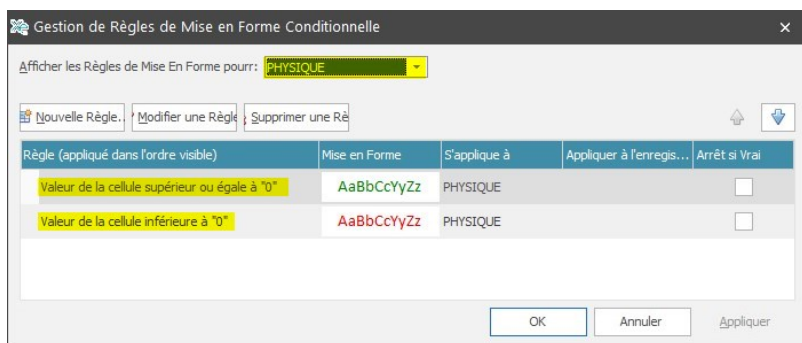 Gestion de Règles de Mise en Forme Conditionnelle
Afficher les Règles de Mise En Forme pourr: PHYSIQUE
Nouvelle Règle.. Modifier une Règle Supprimer une Rè
Règle (appliqué dans l'ordre visible) Mise en Forme S'applique à Appliquer à l'enregis... Arrêt si Vrai
Valeur de la cellule supérieur ou égale à "0" AaBbCcYyZz PHYSIQUE
Valeur de la cellule inférieure à "0" AaBbCcYyZz PHYSIQUE
OK Annuler Appliquer